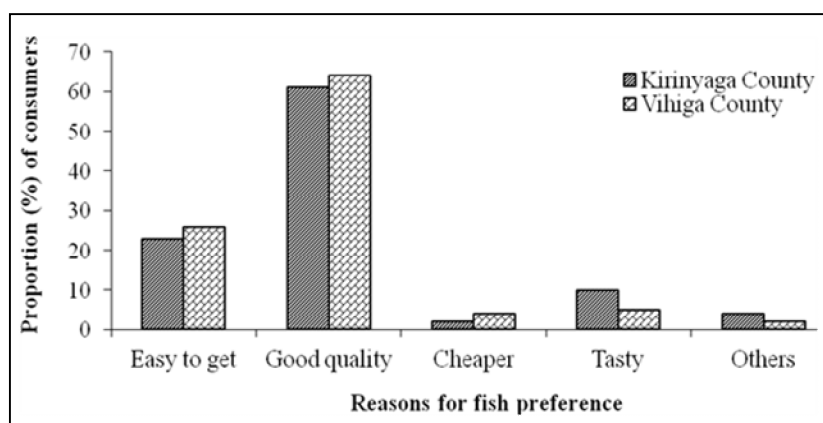 Proportion (%) of consumers
70
60
50
40
30
20
10
0
Kirinyaga County
Vihiga County
Easy to get Good quality Cheaper Tasty Others
Reasons for fish preference